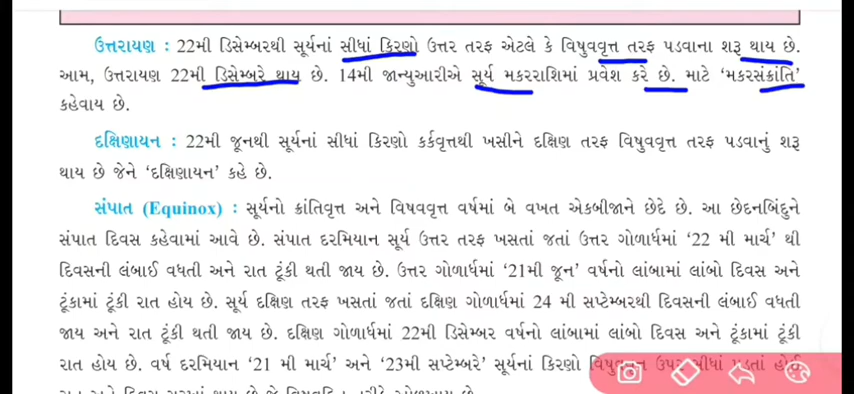 ઉત્તરાયણ : 22મી ડિસેમ્બરથી સૂર્યનાં સીધાં કિરણો ઉત્તર તરફ એટલે કે વિષુવવૃત્ત તરફ પડવાના શરૂ થાય છે.
આમ, ઉત્તરાયણ 22મી ડિસેમ્બરે થાય છે. 14મી જાન્યુઆરીએ સૂર્ય મકરરાશિમાં પ્રવેશ કરે છે. માટે ‘મકરસંક્રાંતિ’
કહેવાય છે.
દક્ષિણાયન : 22મી જૂનથી સૂર્યનાં સીધાં કિરણો કર્કવૃત્તથી ખસીને દક્ષિણ તરફ વિષુવવૃત્ત તરફ પડવાનું શરૂ
થાય છે જેને ‘દક્ષિણાયન’ કહે છે.
સંપાત (Equinox) : સૂર્યનો ક્રાંતિવૃત્ત અને વિષવવૃત્ત વર્ષમાં બે વખત એકબીજાને છેદે છે. આ છેદનબિંદુને
સંપાત દિવસ કહેવામાં આવે છે. સંપાત દરમિયાન સૂર્ય ઉત્તર તરફ ખસતાં જતાં ઉત્તર ગોળાર્ધમાં ‘22 મી માર્ચ’ થી
દિવસની લંબાઈ વધતી અને રાત ટૂંકી થતી જાય છે. ઉત્તર ગોળાર્ધમાં ‘21મી જૂન’ વર્ષનો લાંબામાં લાંબો દિવસ અને
ટૂંકામાં ટૂંકી રાત હોય છે. સૂર્ય દક્ષિણ તરફ ખસતાં જતાં દક્ષિણ ગોળાર્ધમાં 24 મી સપ્ટેમ્બરથી દિવસની લંબાઈ વધતી
જાય અને રાત ટૂંકી થતી જાય છે. દક્ષિણ ગોળાર્ધમાં 22મી ડિસેમ્બર વર્ષનો લાંબામાં લાંબો દિવસ અને ટૂંકામાં ટૂંકી
રાત હોય છે. વર્ષ દરમિયાન ‘21 મી માર્ચ’ અને ‘23મી સપ્ટેમ્બરે’ સૂર્યનાં કિરણો વિષુવવૃત્ત ઉપર સીધાં પડતાં હોઈ